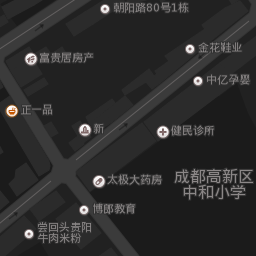 朝阳路80号1栋
金花鞋业
富贵居房产
中亿孕婴
正一品
新
健民诊所
太极大药房
成都高新区
中和小学
博郎教育
尝回头贵阳
牛肉米粉